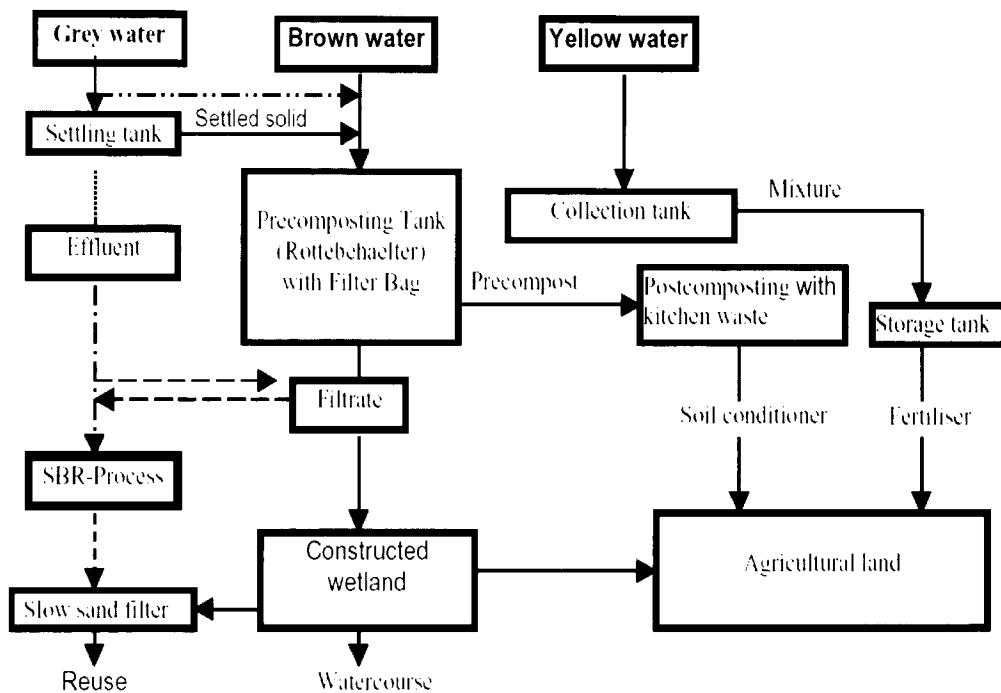 Grey water
Brown water
Yellow water
Settling tank
Settled solid
Precomposting Tank
(Rottebehaelter)
with Filter Bag
Collection tank
Mixture
Effluent
Precompost
Postcomposting with
kitchen waste
Storage tank
Filtrate
Soil conditioner
Fertiliser
SBR-Process
Constructed
wetland
Agricultural land
Slow sand filter
Reuse
Watercourse